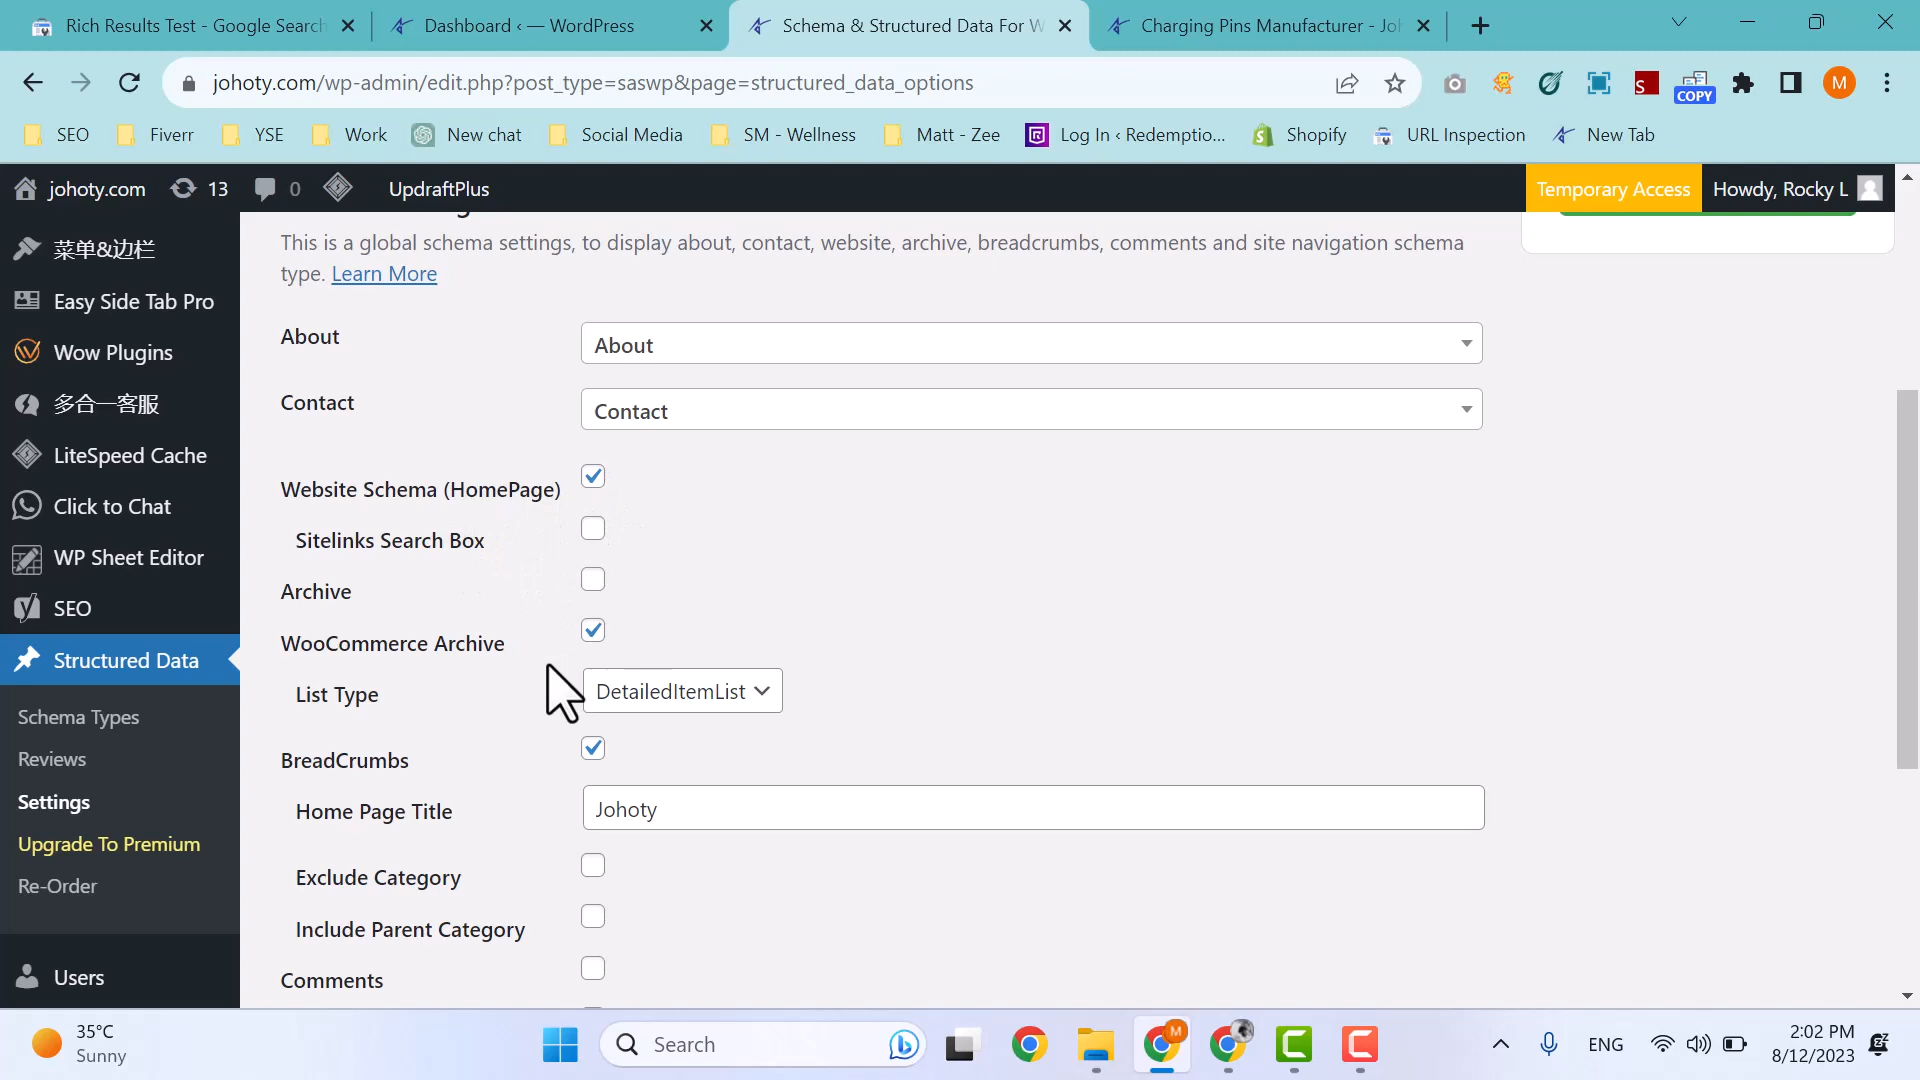 Rich Results Test - Google Search
Dashboard ‹ — WordPress
Schema & Structured Data For W
Charging Pins Manufacturer - Joh
johoty.com/wp-admin/edit.php?post_type=saswp&page=structured_data_options
S
COPY
M
SEO
Fiverr
YSE
Work
New chat
Social Media
SM - Wellness
Matt - Zee
Log In ‹ Redemptio...
Shopify
URL Inspection
New Tab
johoty.com
13
0
UpdraftPlus
Temporary Access
Howdy, Rocky L
菜单&边栏
Easy Side Tab Pro
Wow Plugins
多合一客服
LiteSpeed Cache
Click to Chat
WP Sheet Editor
SEO
Structured Data
Schema Types
Reviews
Settings
Upgrade To Premium
Re-Order
Users
This is a global schema settings, to display about, contact, website, archive, breadcrumbs, comments and site navigation schema
type. Learn More
About
About
Contact
Contact
Website Schema (HomePage)
Sitelinks Search Box
Archive
WooCommerce Archive
List Type
DetailedItemList
BreadCrumbs
Home Page Title
Johoty
Exclude Category
Include Parent Category
Comments
35°C
Sunny
Search
M
ENG
2:02 PM
8/12/2023